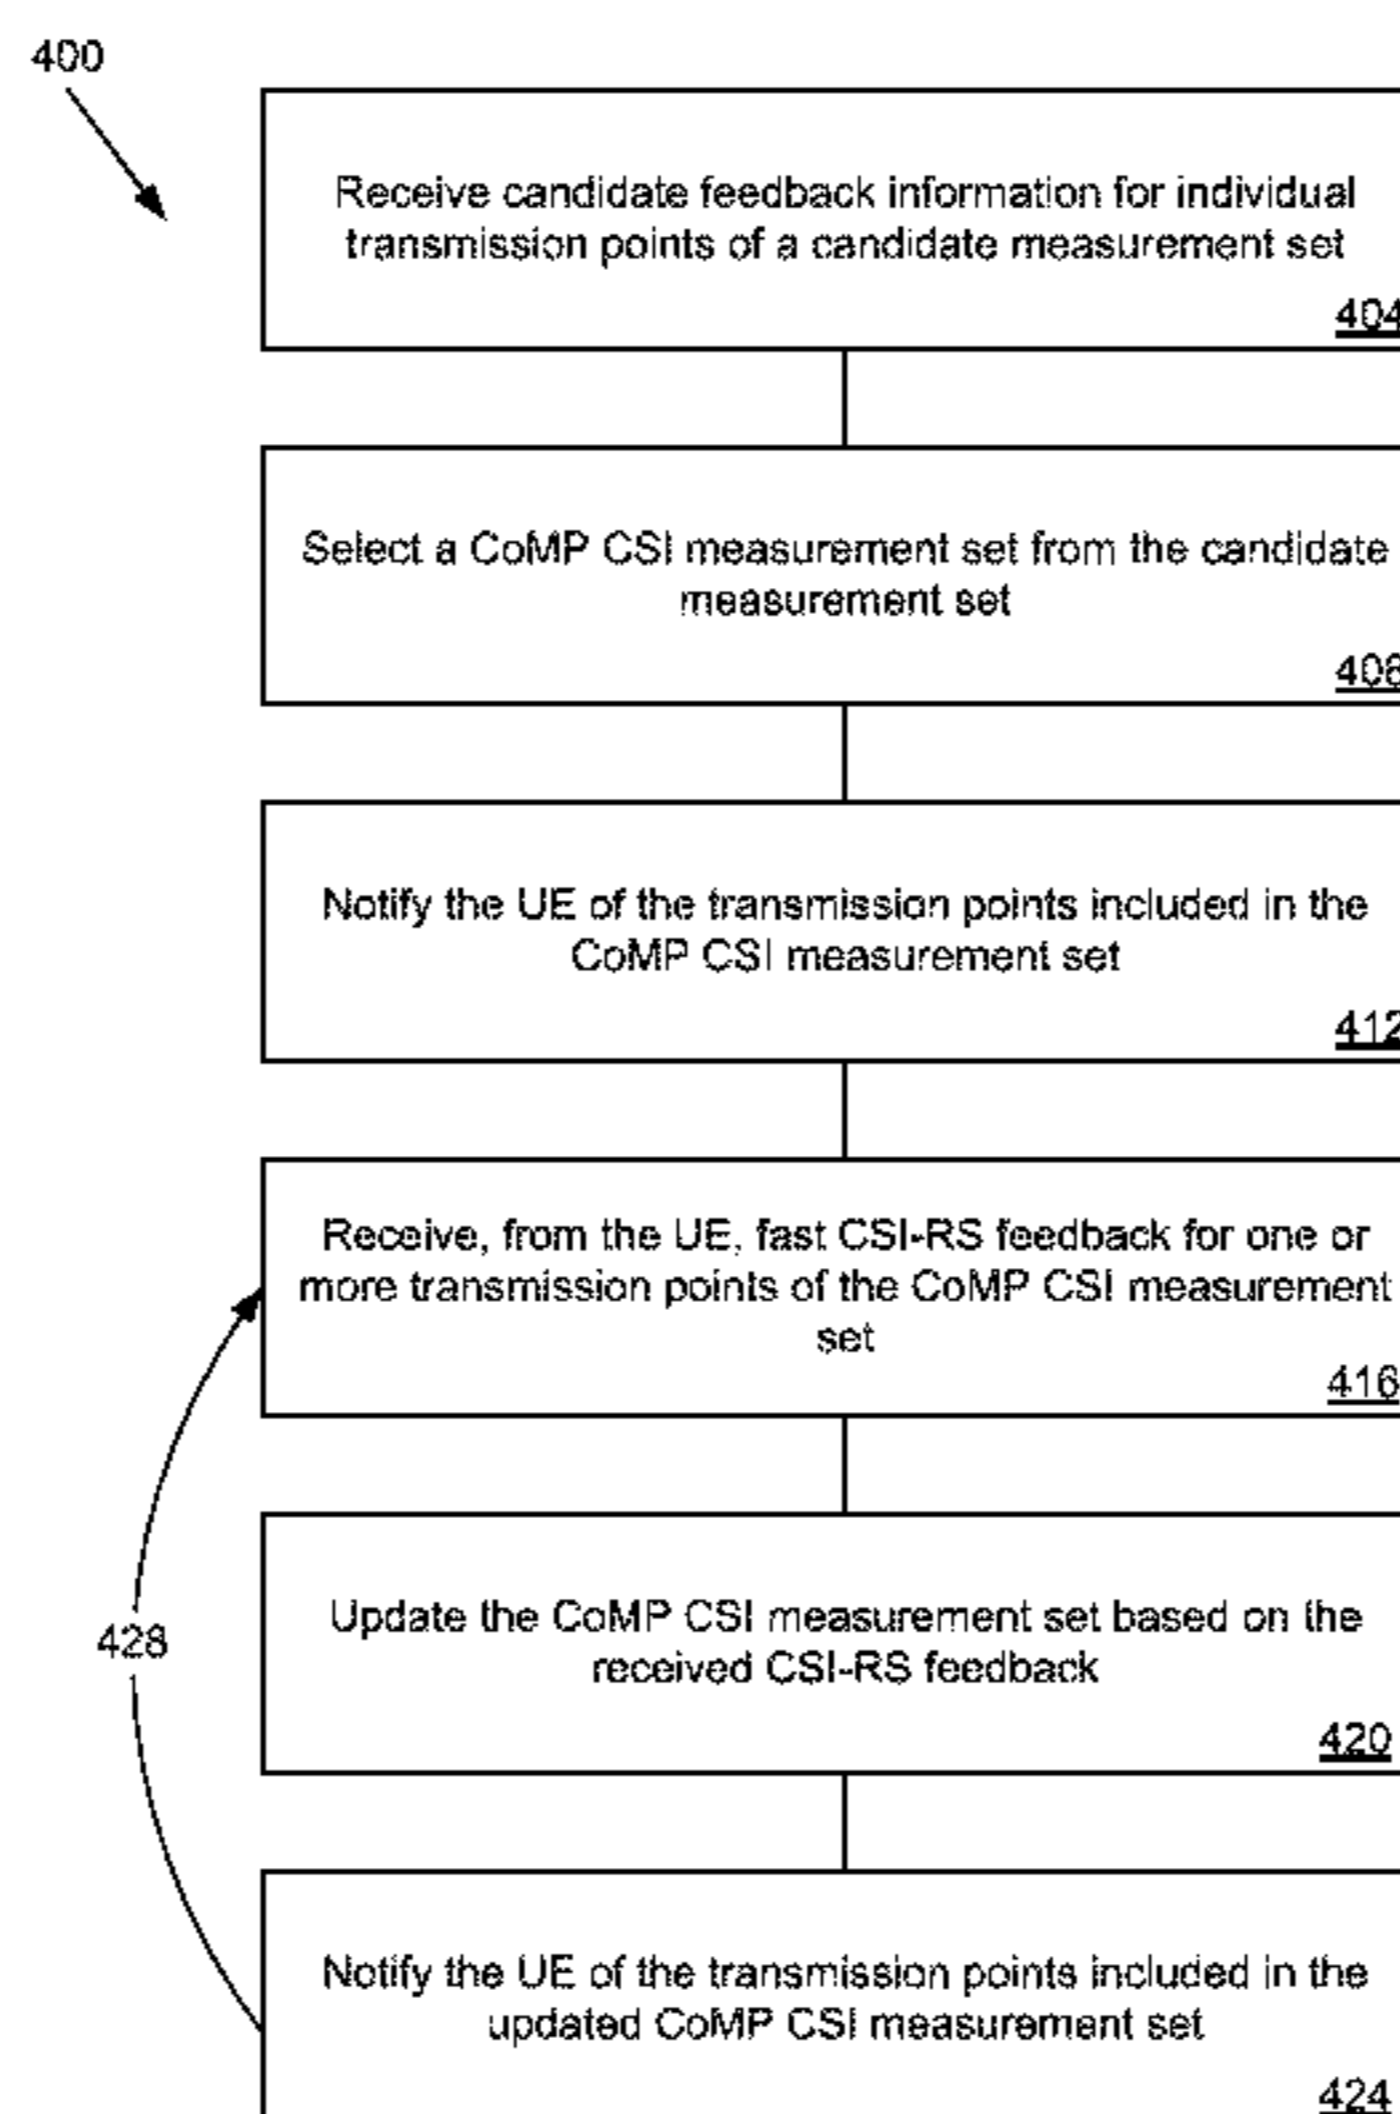 400
Receive candidate feedback information for individual
transmission points of a candidate measurement set
404
Select a CoMP CSI measurement set from the candidate
measurement set
408
Notify the UE of the transmission points included in the
CoMP CSI measurement set
412
Receive, from the UE, fast CSI-RS feedback for one or
more transmission points of the CoMP CSI measurement
set
416
Update the CoMP CSI measurement set based on the
received CSI-RS feedback
428
420
Notify the UE of the transmission points included in the
updated CoMP CSI measurement set
424